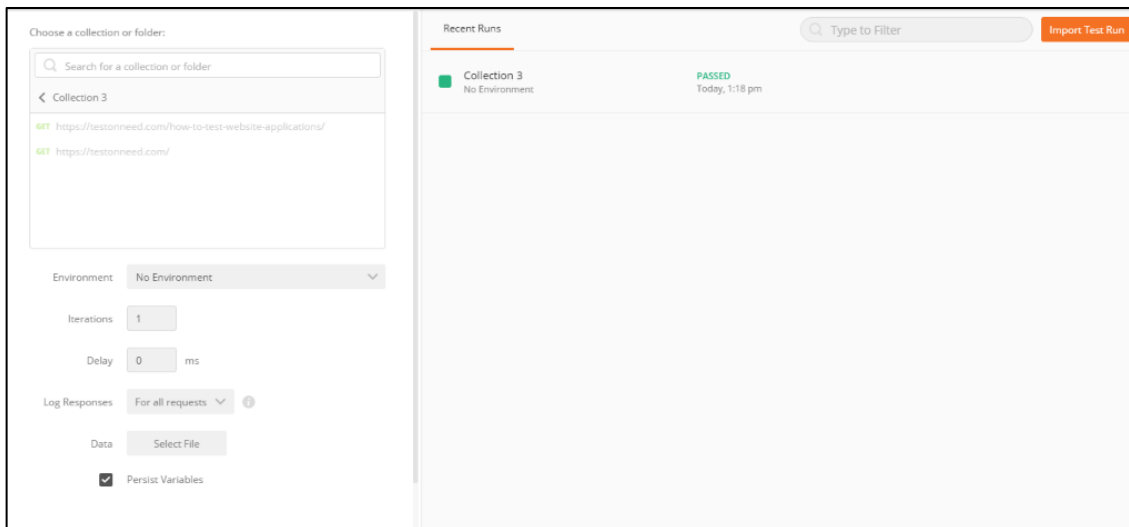 Choose a collection or folder:
Search for a collection or folder
Collection 3
GET https://testonneed.com/how-to-test-website-applications/
GET https://testonneed.com/
Environment No Environment
Iterations 1
Delay 0 ms
Log Responses For all requests
Data Select File
Persist Variables
Recent Runs
Type to Filter
Import Test Run
Collection 3
No Environment
PASSED
Today, 1:18 pm